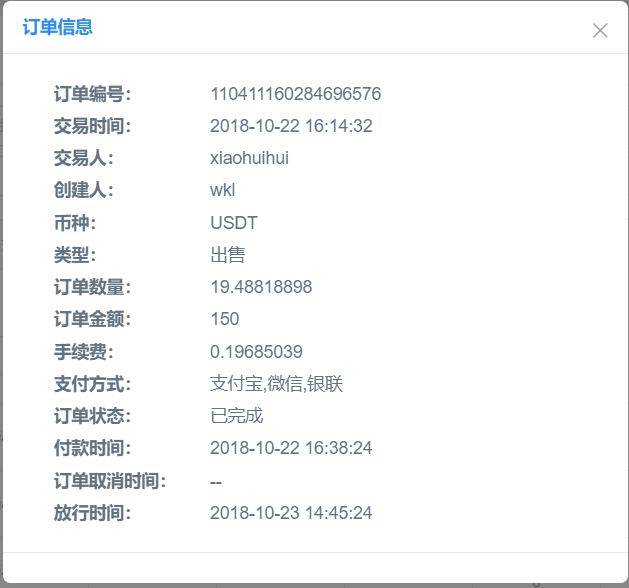 订单信息
订单编号： 110411160284696576
交易时间： 2018-10-22 16:14:32
交易人： xiaohuihui
创建人： wkl
币种： USDT
类型： 出售
订单数量： 19.48818898
订单金额： 150
手续费： 0.19685039
支付方式： 支付宝,微信,银联
订单状态： 已完成
付款时间： 2018-10-22 16:38:24
订单取消时间： --
放行时间： 2018-10-23 14:45:24